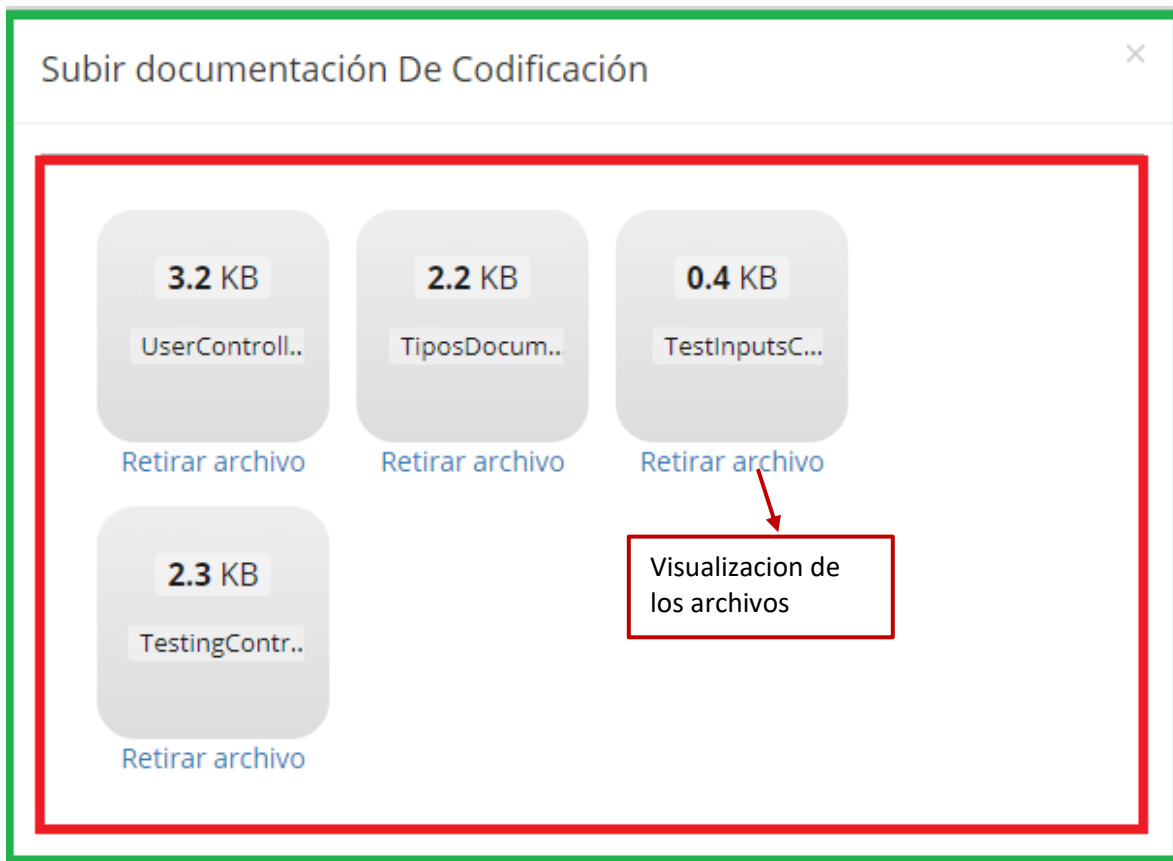 Subir documentación De Codificación
×
3.2 KB
2.2 KB
0.4 KB
UserControll..
TiposDocum...
TestInputsC...
Retirar archivo
Retirar archivo
Retirar archivo
2.3 KB
TestingContr..
Retirar archivo
Visualizacion de
los archivos